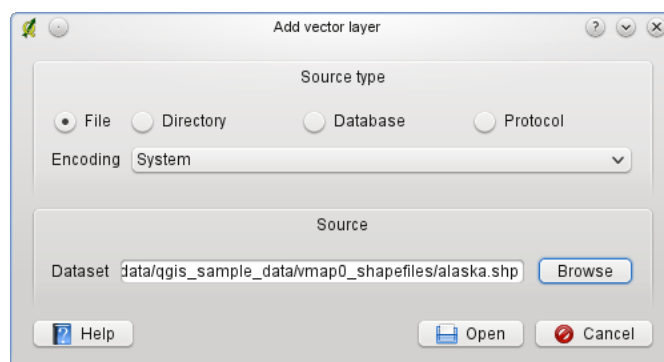 Add vector layer
Source type
File Directory Database Protocol
Encoding System
Source
Dataset data/qgis_sample_data/vmap0_shapefiles/alaska.shp Browse
Help Open Cancel